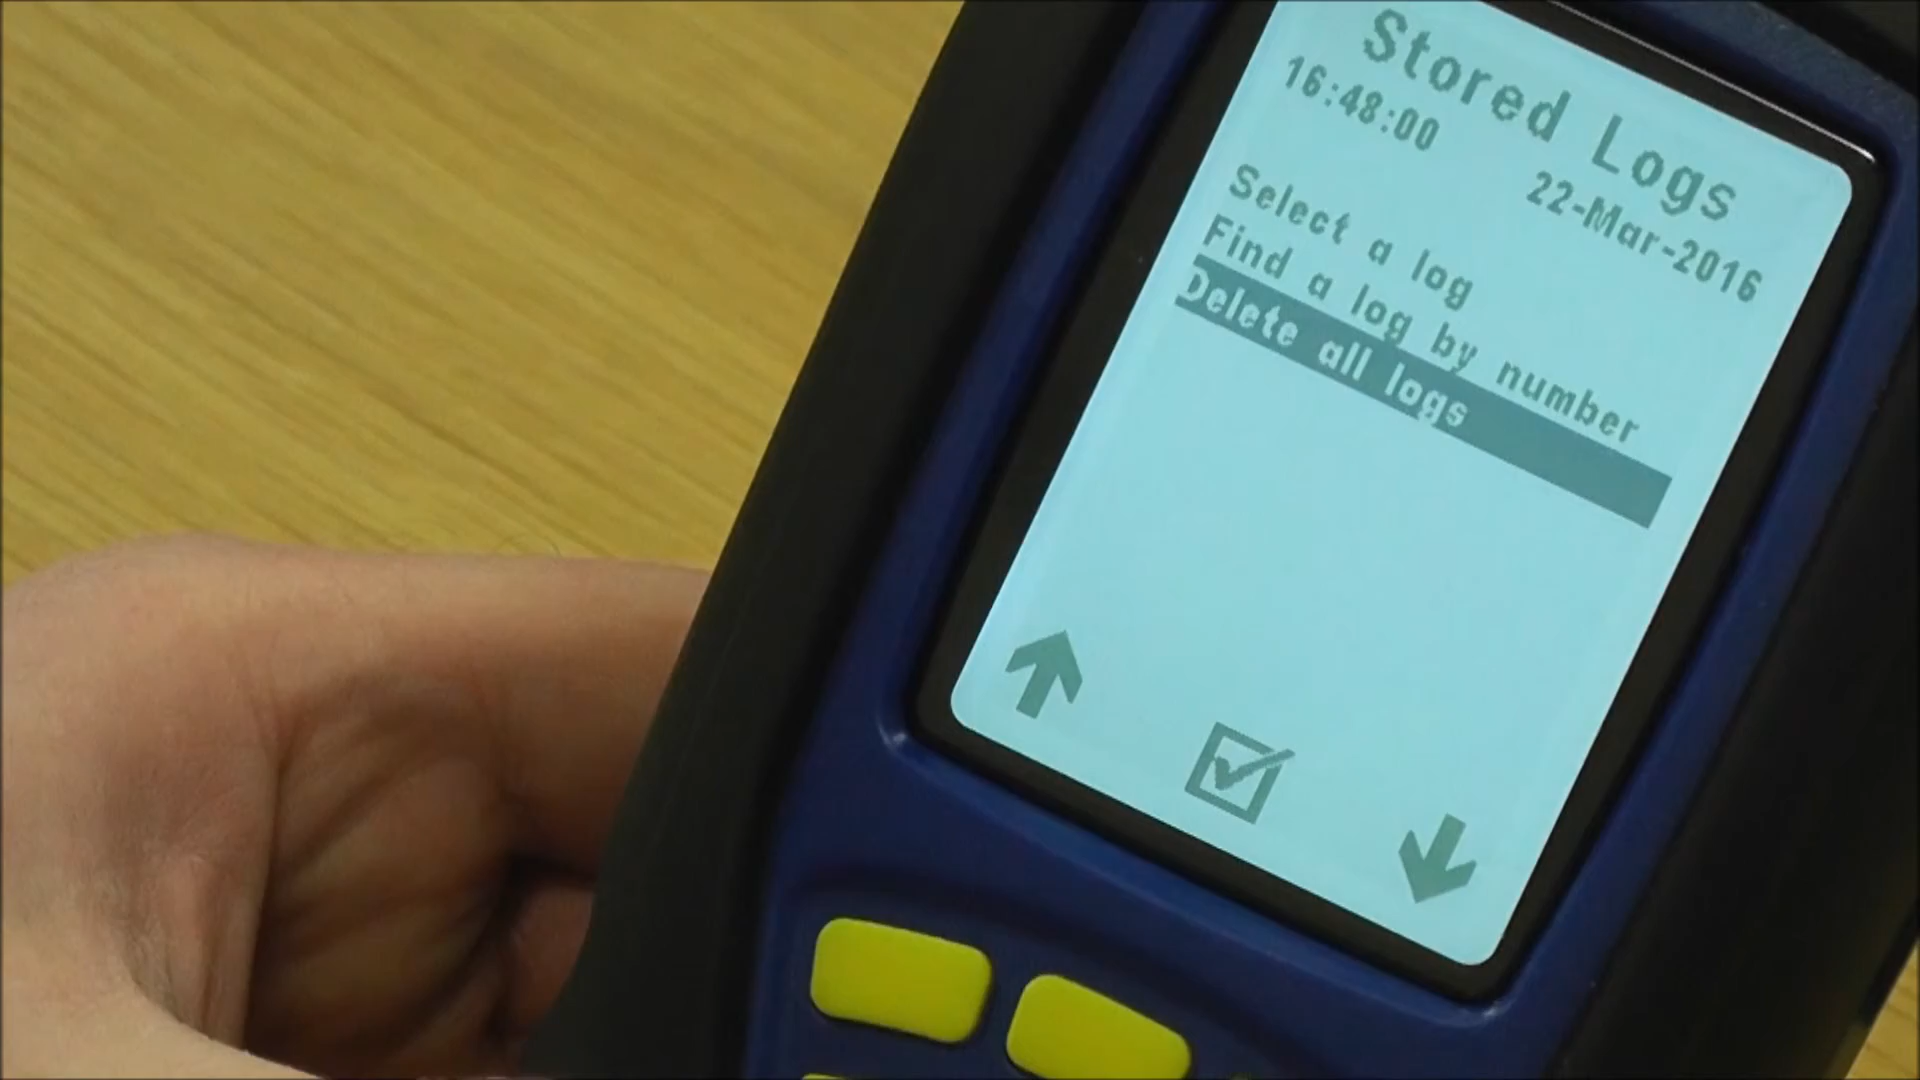 Stored Logs
16:48:00 22-Mar-2016
Select a log
Find a log by number
Delete all logs